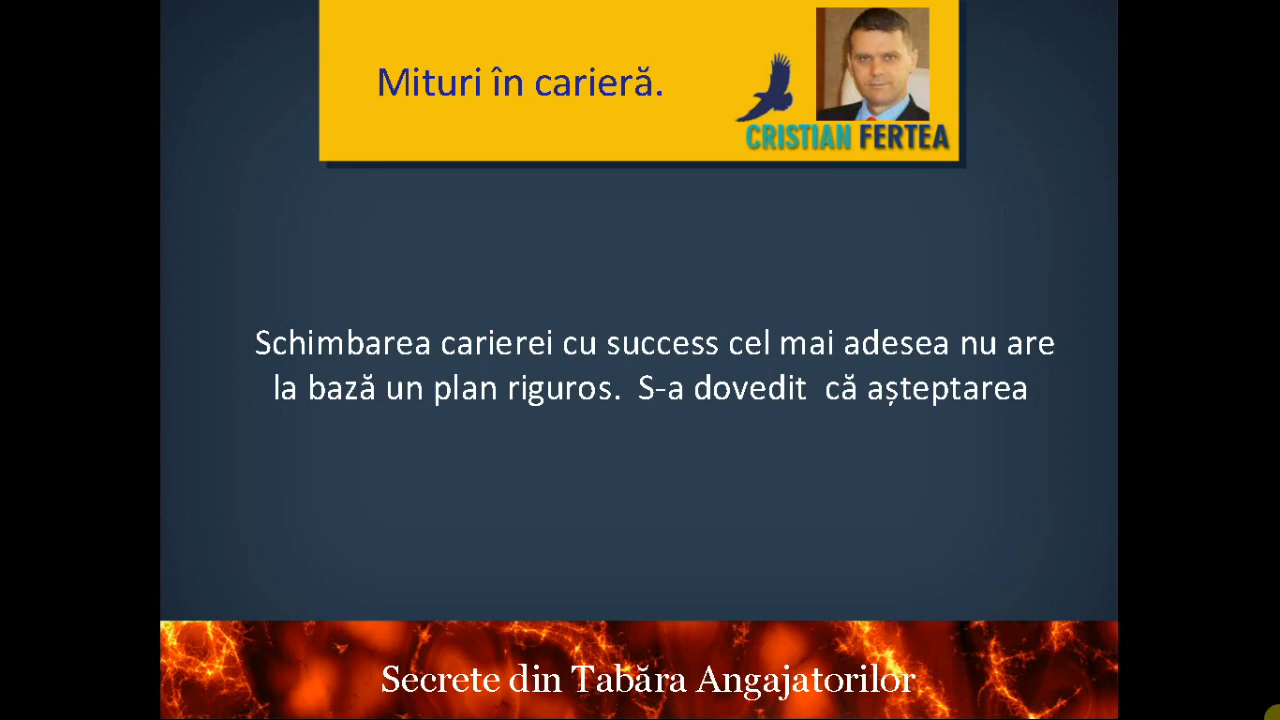 Mituri în carieră.
CRISTIAN FERTEA
Schimbarea carierei cu success cel mai adesea nu are
la bază un plan riguros. S-a dovedit că așteptarea
Secrete din Tabăra Angajatorilor